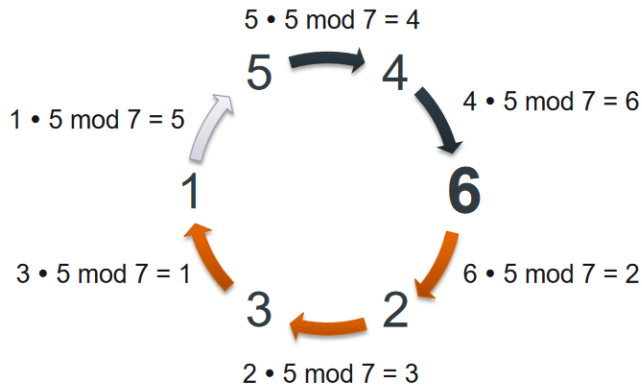 5 • 5 mod 7 = 4
5 4
1 • 5 mod 7 = 5
4 • 5 mod 7 = 6
1 6
3 • 5 mod 7 = 1
6 • 5 mod 7 = 2
3 2
2 • 5 mod 7 = 3